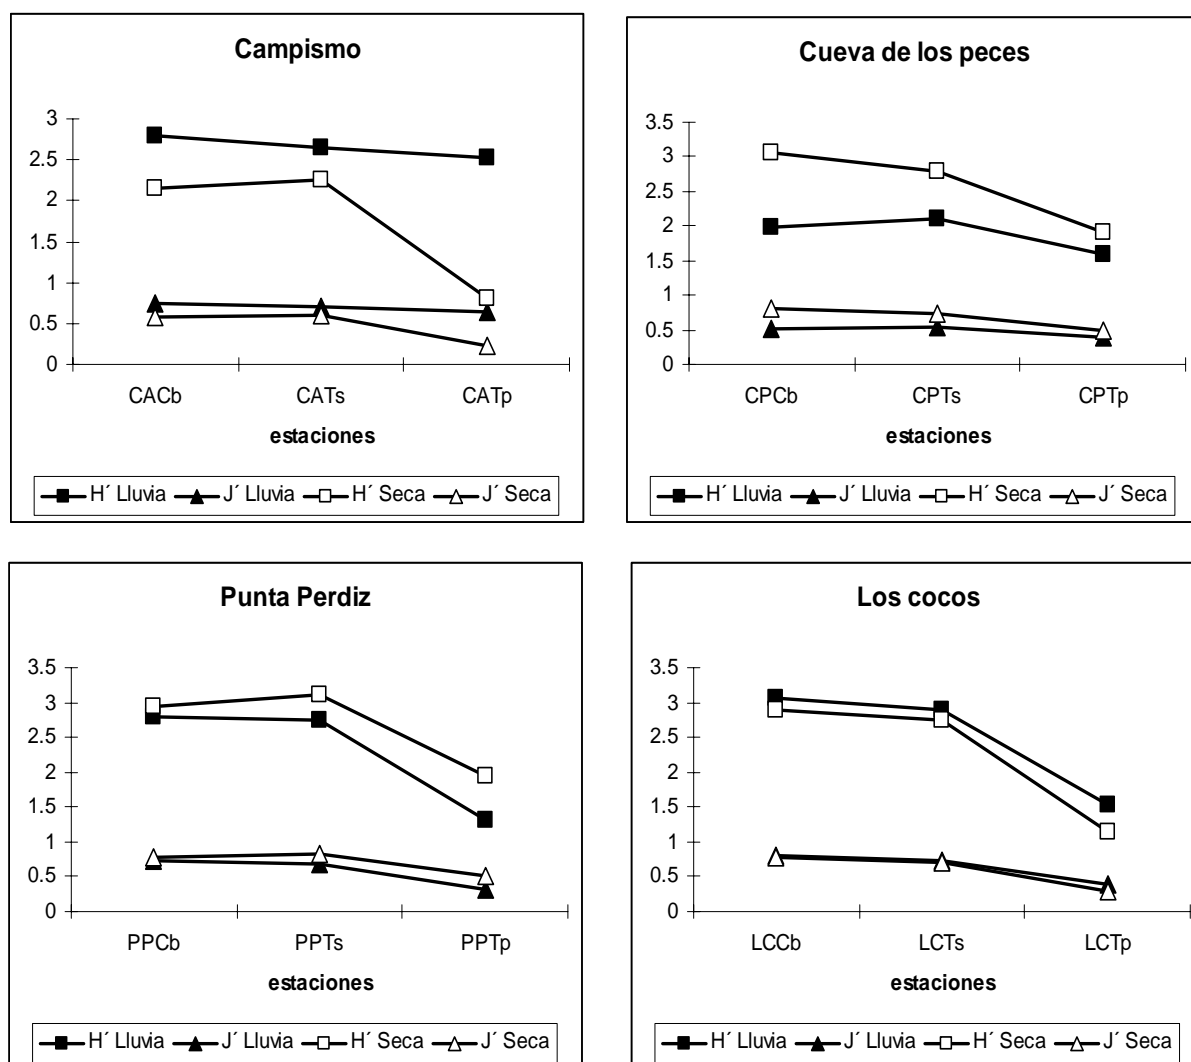 Campismo
3
2.5
2
1.5
1
0.5
0
CACb CATs CATp
estaciones
H´ Lluvia J´ Lluvia H´ Seca J´ Seca
Cueva de los peces
3.5
3
2.5
2
1.5
1
0.5
0
CPCb CPTs CPTp
estaciones
H´ Lluvia J´ Lluvia H´ Seca J´ Seca
Punta Perdiz
3.5
3
2.5
2
1.5
1
0.5
0
PPCb PPTs PPTp
estaciones
H´ Lluvia J´ Lluvia H´ Seca J´ Seca
Los cocos
3.5
3
2.5
2
1.5
1
0.5
0
LCCb LCTs LCTp
estaciones
H´ Lluvia J´ Lluvia H´ Seca J´ Seca